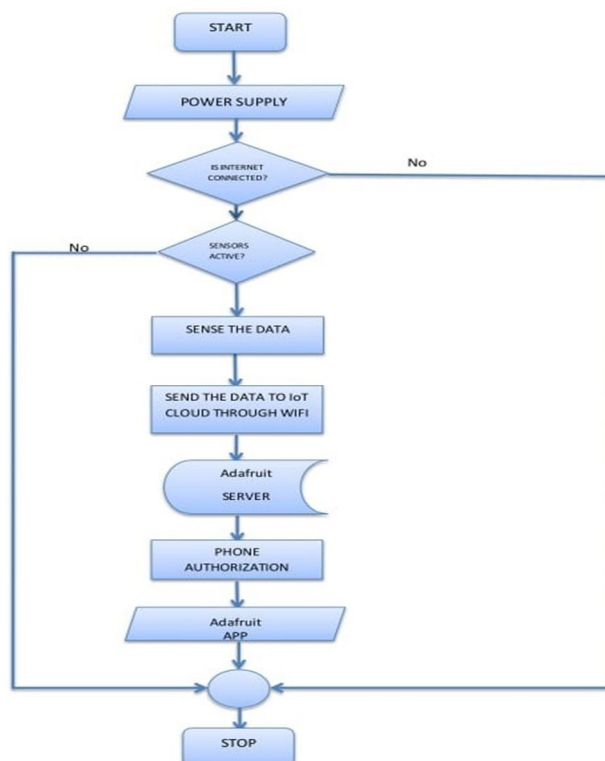 START
POWER SUPPLY
IS INTERNET
CONNECTED?
No
SENSORS
ACTIVE?
No
SENSE THE DATA
SEND THE DATA TO IoT
CLOUD THROUGH WIFI
Adafruit
SERVER
PHONE
AUTHORIZATION
Adafruit
APP
STOP